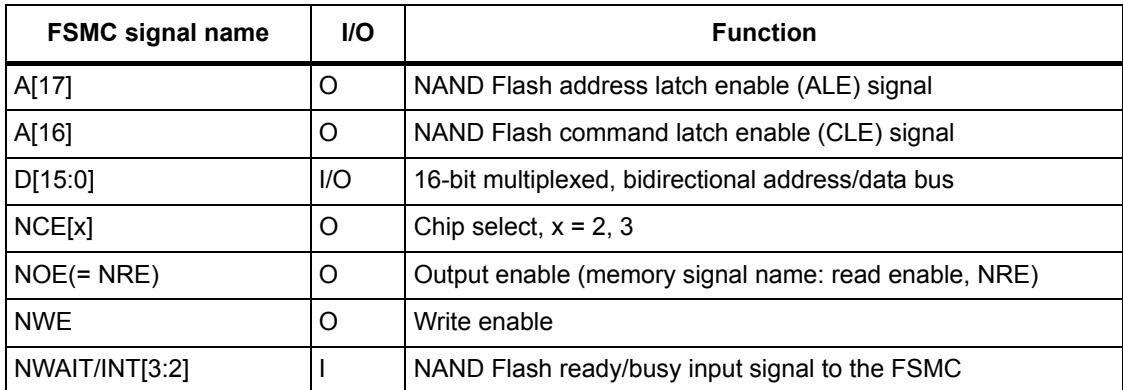 FSMC signal name I/O Function
A[17] O NAND Flash address latch enable (ALE) signal
A[16] O NAND Flash command latch enable (CLE) signal
D[15:0] I/O 16-bit multiplexed, bidirectional address/data bus
NCE[x] O Chip select, x = 2, 3
NOE(= NRE) O Output enable (memory signal name: read enable, NRE)
NWE O Write enable
NWAIT/INT[3:2] I NAND Flash ready/busy input signal to the FSMC